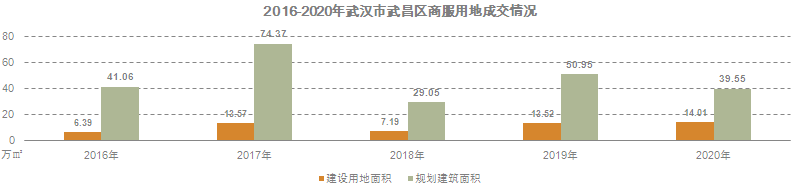 2016-2020年武汉市武昌区商服用地成交情况
80
60
40
20
0
万㎡
6.39
41.06
13.57
74.37
7.19
29.05
13.52
50.95
14.01
39.55
2016年
2017年
2018年
2019年
2020年
建设用地面积
规划建筑面积